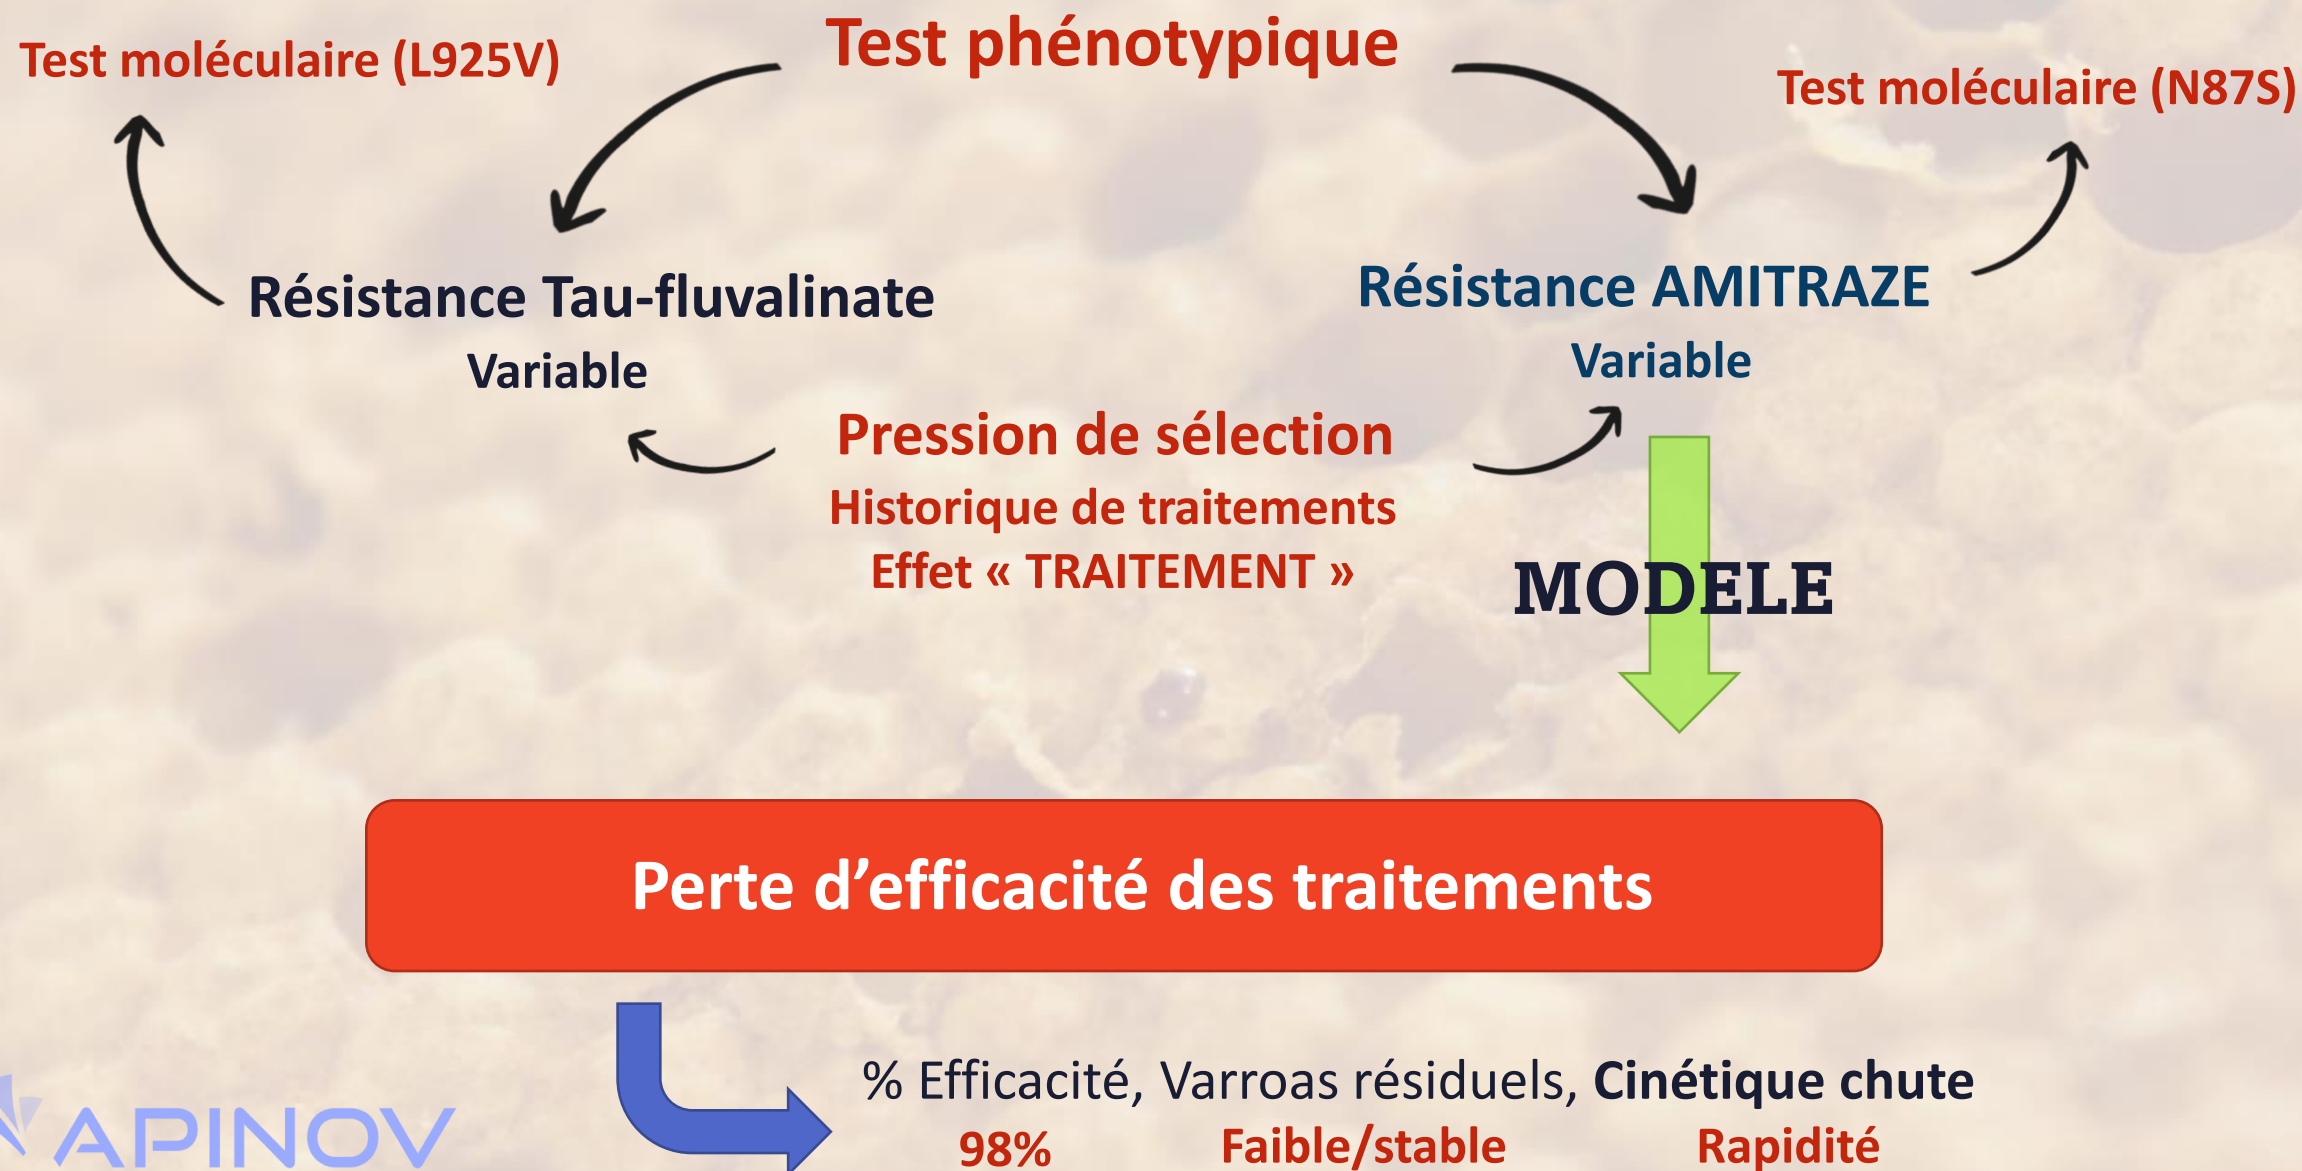 Test moléculaire (L925V)
Test phénotypique
Test moléculaire (N87S)
Résistance Tau-fluvalinate
Variable
Résistance AMITRAZE
Variable
Pression de sélection
Historique de traitements
Effet « TRAITEMENT »
MODELE
Perte d’efficacité des traitements
% Efficacité, Varroas résiduels, Cinétique chute
98% Faible/stable Rapidité
APINOV